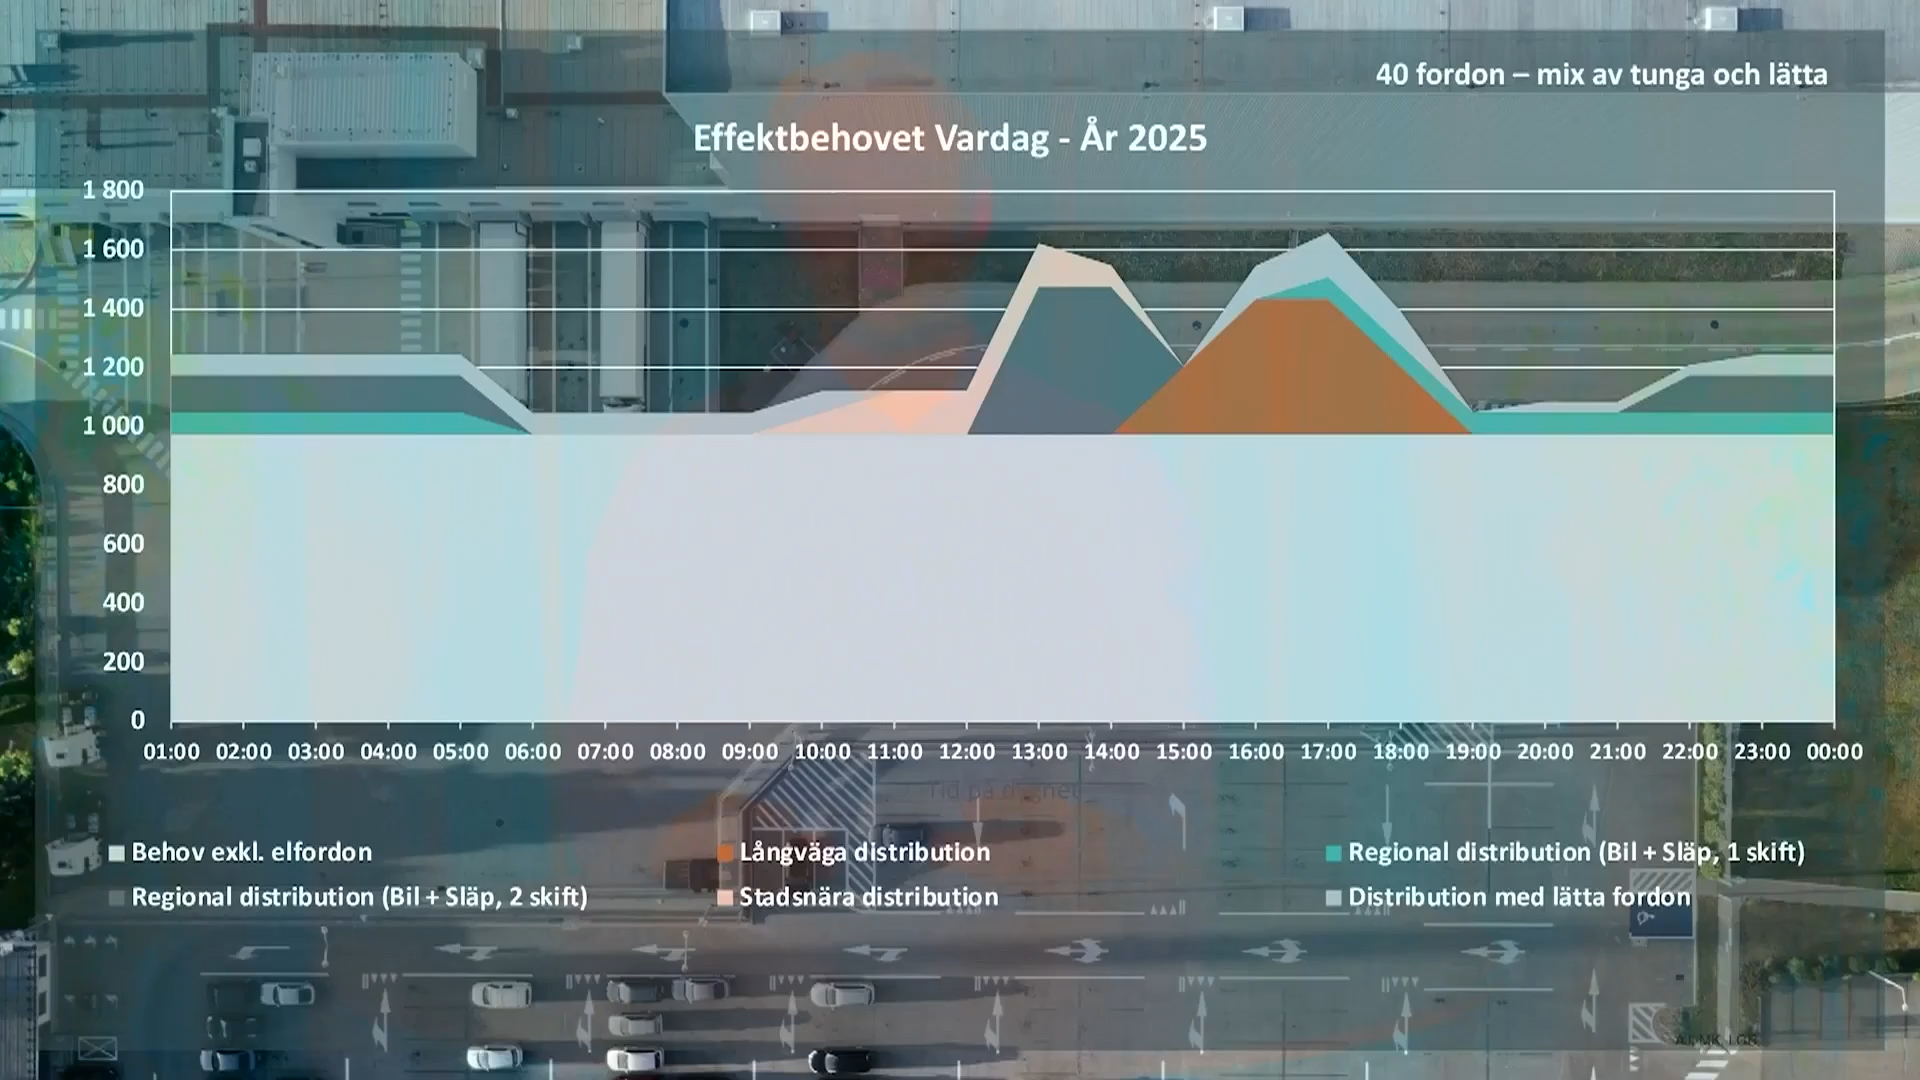 40 fordon – mix av tunga och lätta
Effektbehovet Vardag - År 2025
1 800
1 600
1 400
1 200
1 000
800
600
400
200
0
01:00 02:00 03:00 04:00 05:00 06:00 07:00 08:00 09:00 10:00 11:00 12:00 13:00 14:00 15:00 16:00 17:00 18:00 19:00 20:00 21:00 22:00 23:00 00:00
Tid på dygnet
Behov exkl. elfordon Långväga distribution Regional distribution (Bil + Släp, 1 skift)
Regional distribution (Bil + Släp, 2 skift) Stadsnära distribution Distribution med lätta fordon